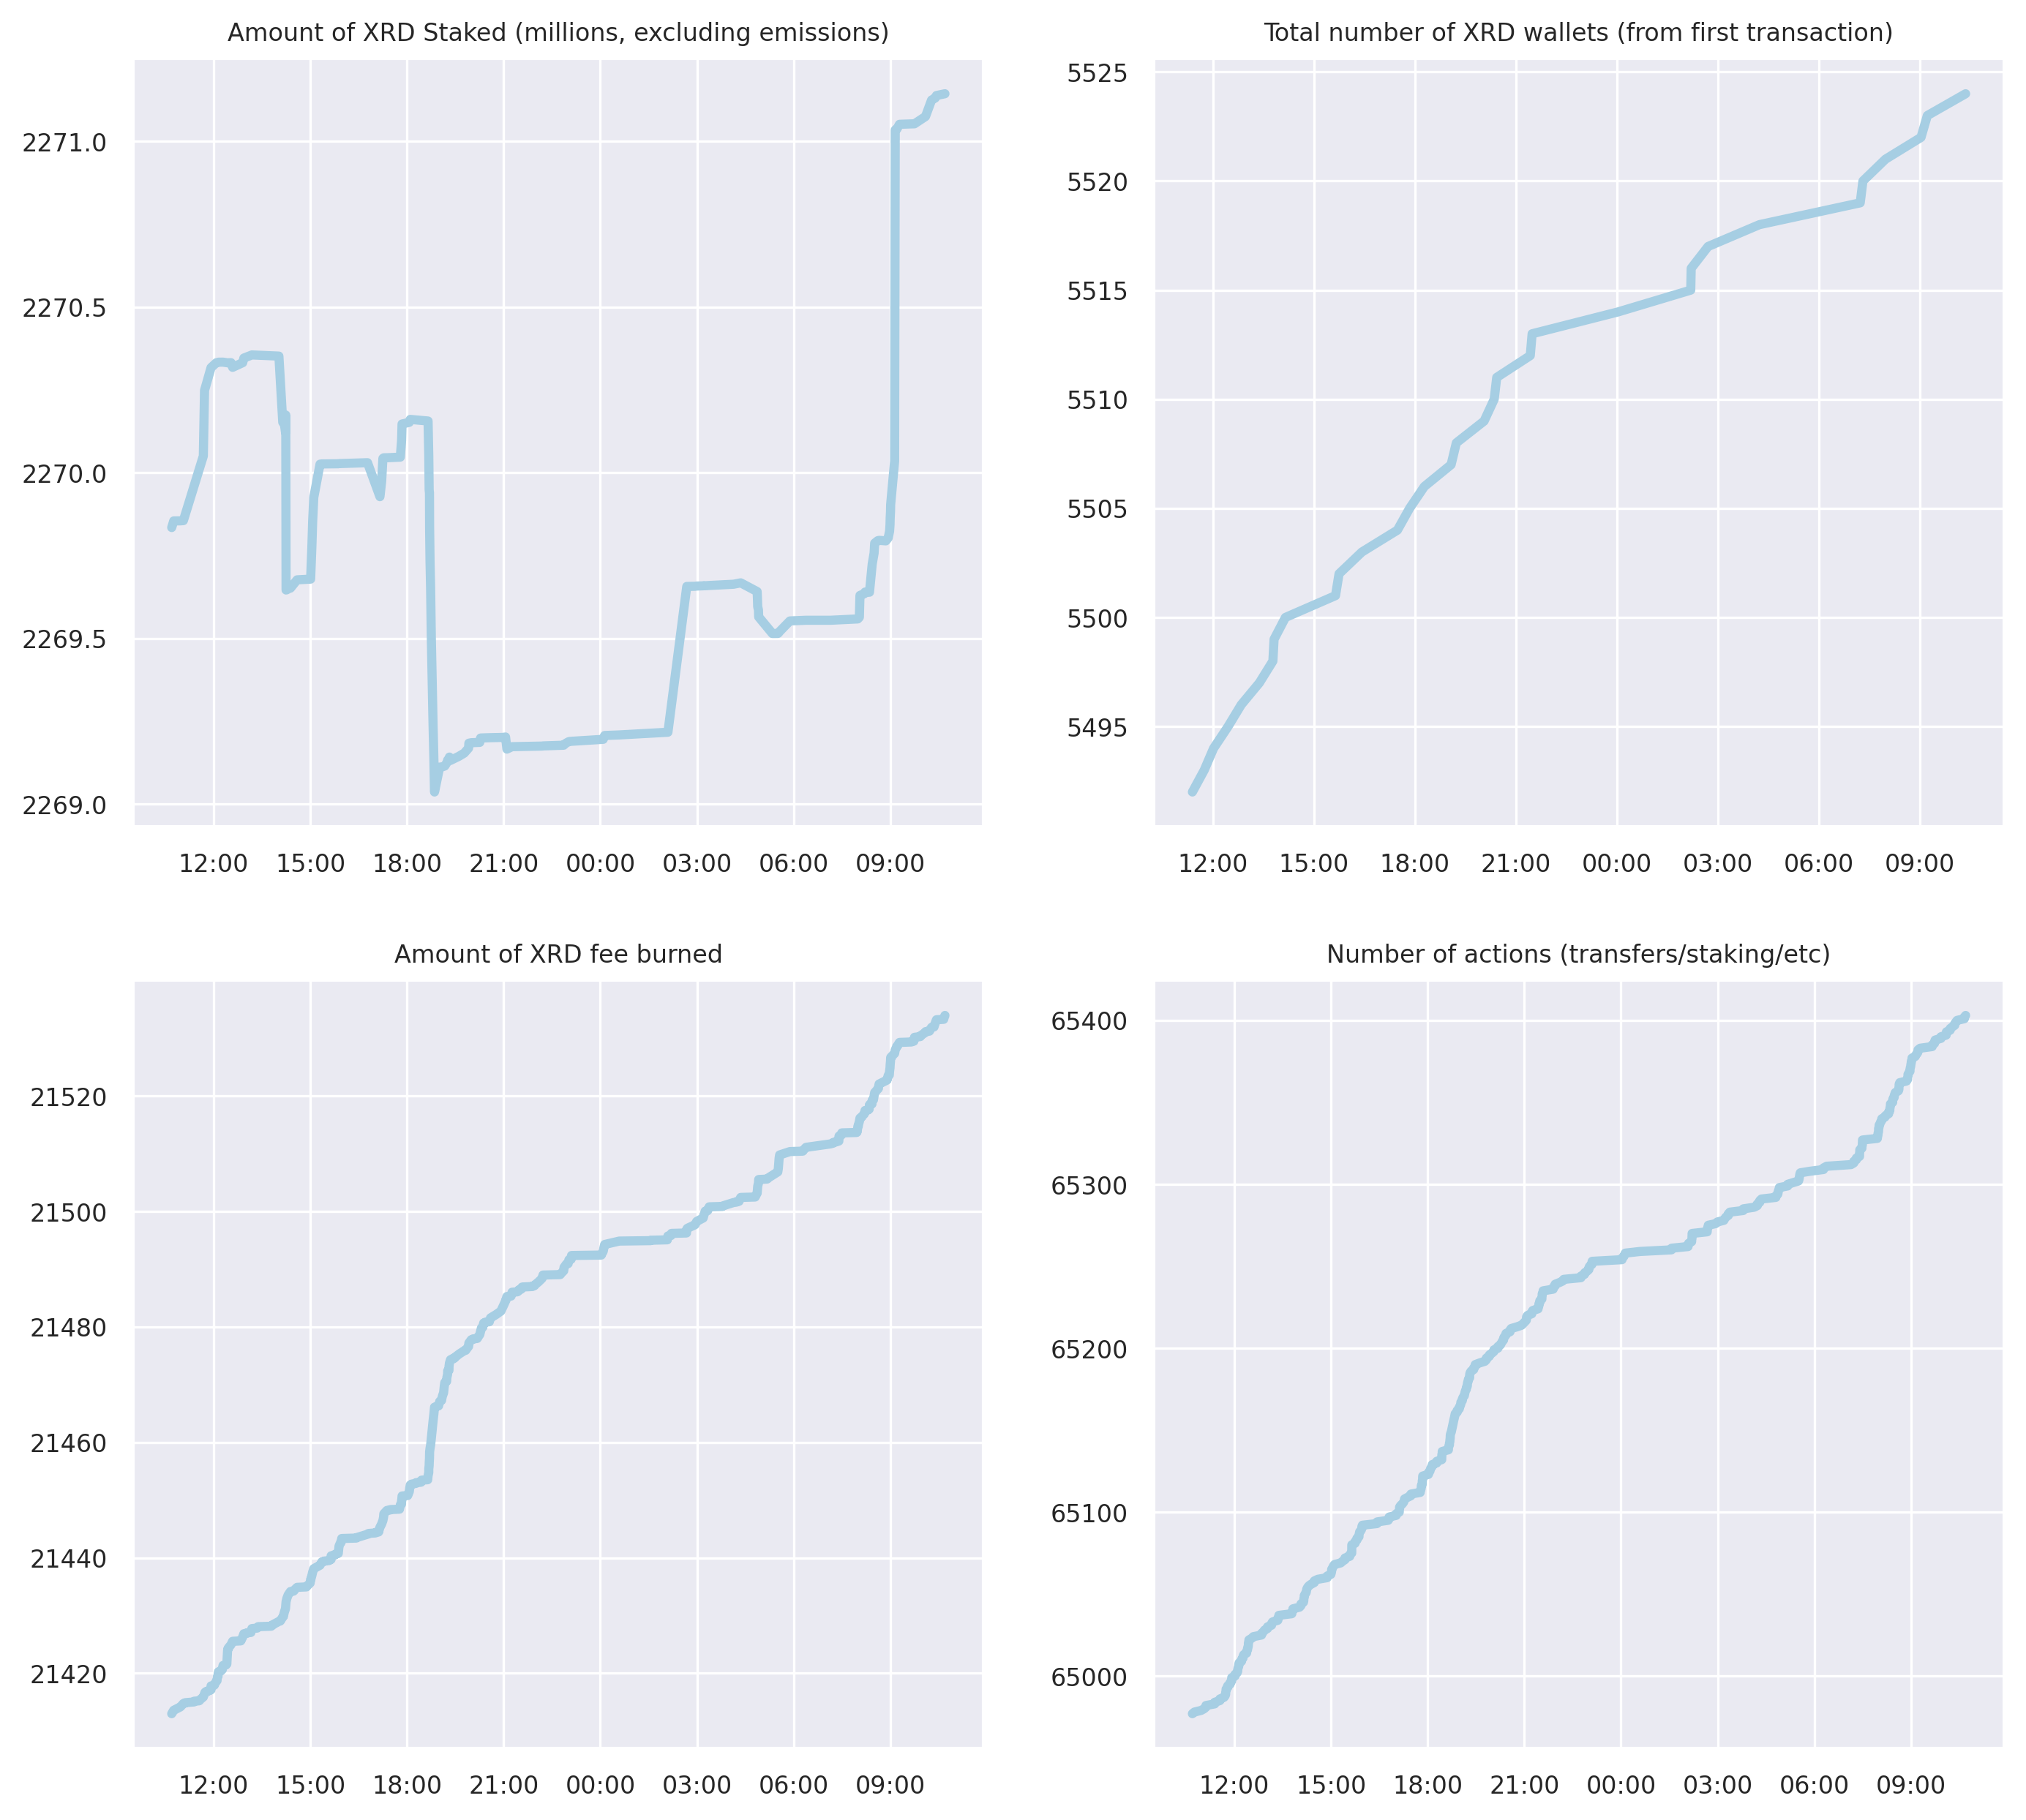 Amount of XRD Staked (millions, excluding emissions)
2271.0
2270.5
2270.0
2269.5
2269.0
12:00 15:00 18:00 21:00 00:00 03:00 06:00 09:00
Total number of XRD wallets (from first transaction)
5525
5520
5515
5510
5505
5500
5495
12:00 15:00 18:00 21:00 00:00 03:00 06:00 09:00
Amount of XRD fee burned
21520
21500
21480
21460
21440
21420
12:00 15:00 18:00 21:00 00:00 03:00 06:00 09:00
Number of actions (transfers/staking/etc)
65400
65300
65200
65100
65000
12:00 15:00 18:00 21:00 00:00 03:00 06:00 09:00